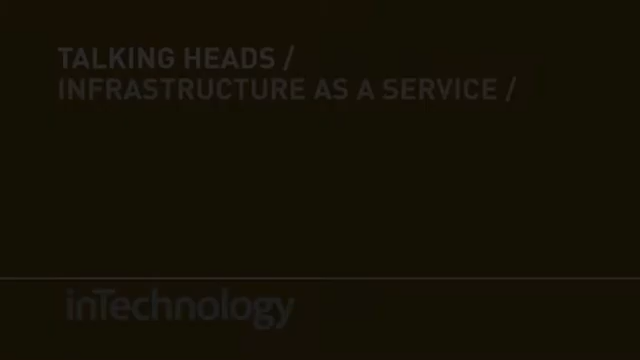 TALKING HEADS /
INFRASTRUCTURE AS A SERVICE /
inTechnology